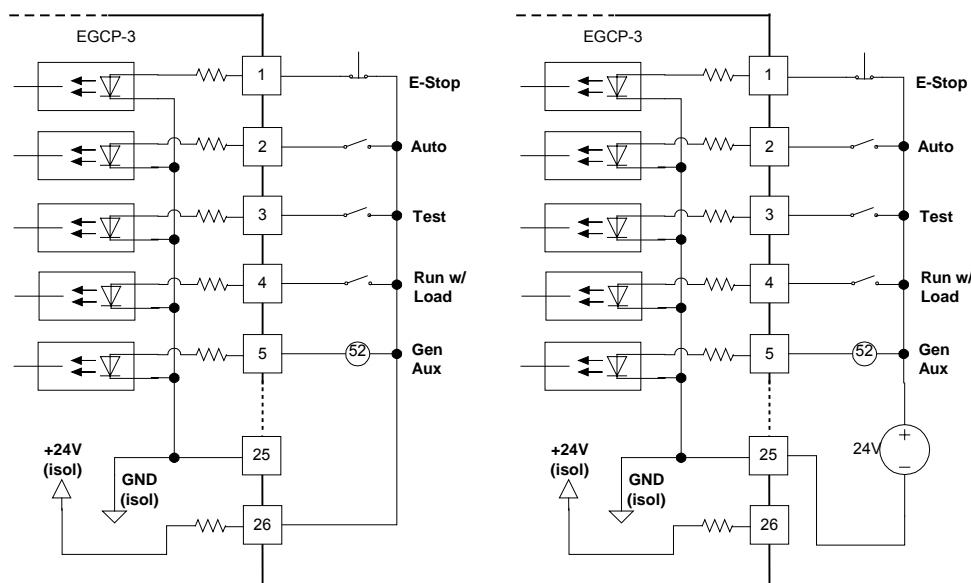 EGCP-3
1
E-Stop
2
Auto
3
Test
4
Run w/
Load
5
52
Gen
Aux
+24V
(isol)
GND
(isol)
25
26
EGCP-3
1
E-Stop
2
Auto
3
Test
4
Run w/
Load
5
52
Gen
Aux
+24V
(isol)
GND
(isol)
25
24V
+
−
26